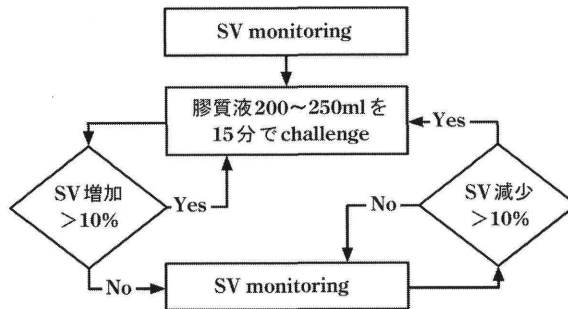 SV monitoring
膠質液200～250mlを
15分でchallenge
Yes
SV増加
>10%
Yes
SV減少
>10%
No
No
SV monitoring